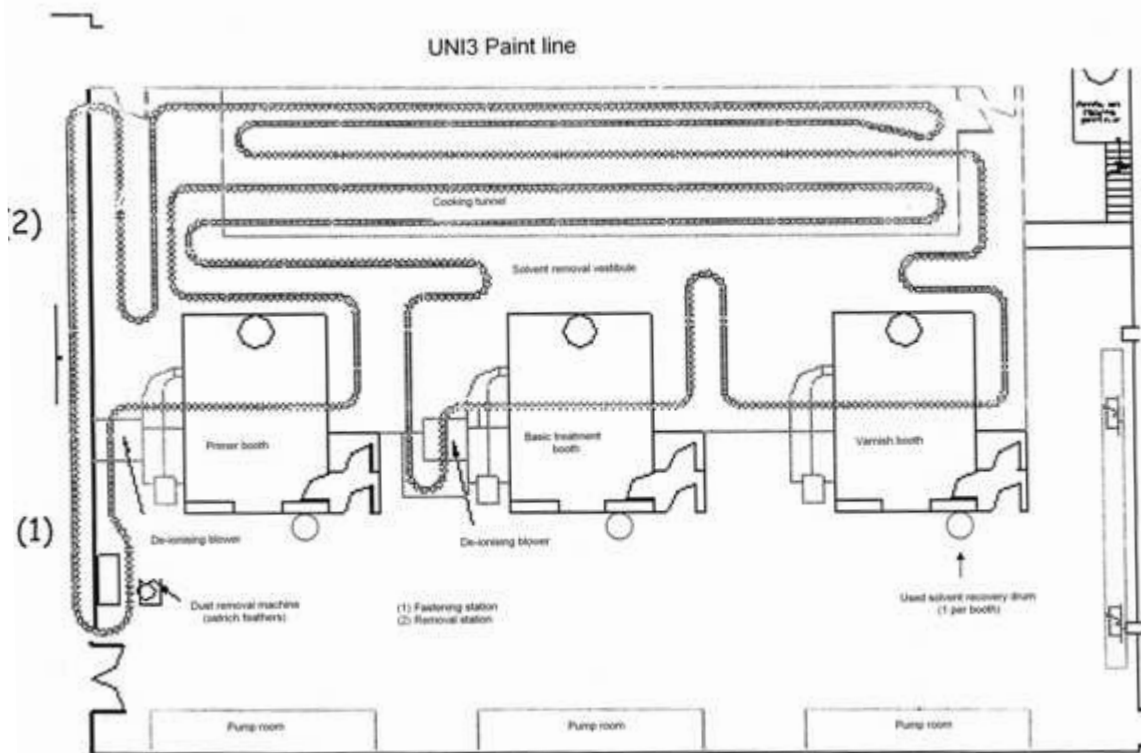 UNI3 Paint line
(2)
Cooking tunnel
Solvent removal vestibule
Primer booth
Basic treatment
booth
Varnish booth
(1)
De-ionising blower
De-ionising blower
Dust removal machine
(ostrich feathers)
(1) Fastening station
(2) Removal station
Used solvent recovery drum
(1 per booth)
Pump room
Pump room
Pump room